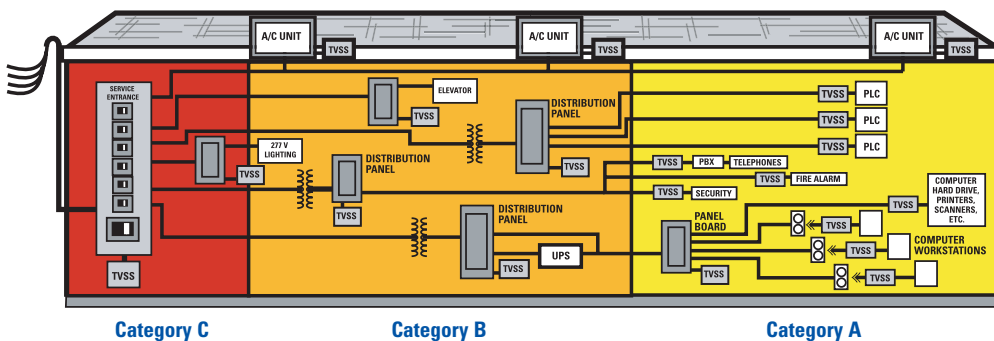 A/C UNIT
TVSS
A/C UNIT
TVSS
A/C UNIT
TVSS
SERVICE
ENTRANCE
TVSS
277 V
LIGHTING
TVSS
ELEVATOR
TVSS
DISTRIBUTION
PANEL
TVSS
DISTRIBUTION
PANEL
TVSS
DISTRIBUTION
PANEL
TVSS
UPS
TVSS
PLC
TVSS
PLC
TVSS
PLC
TVSS
PBX
TELEPHONES
TVSS
FIRE ALARM
TVSS
SECURITY
PANEL
BOARD
TVSS
TVSS
COMPUTER
HARD DRIVE,
PRINTERS,
SCANNERS,
ETC.
TVSS
TVSS
COMPUTER
WORKSTATIONS
TVSS
Category C
Category B
Category A